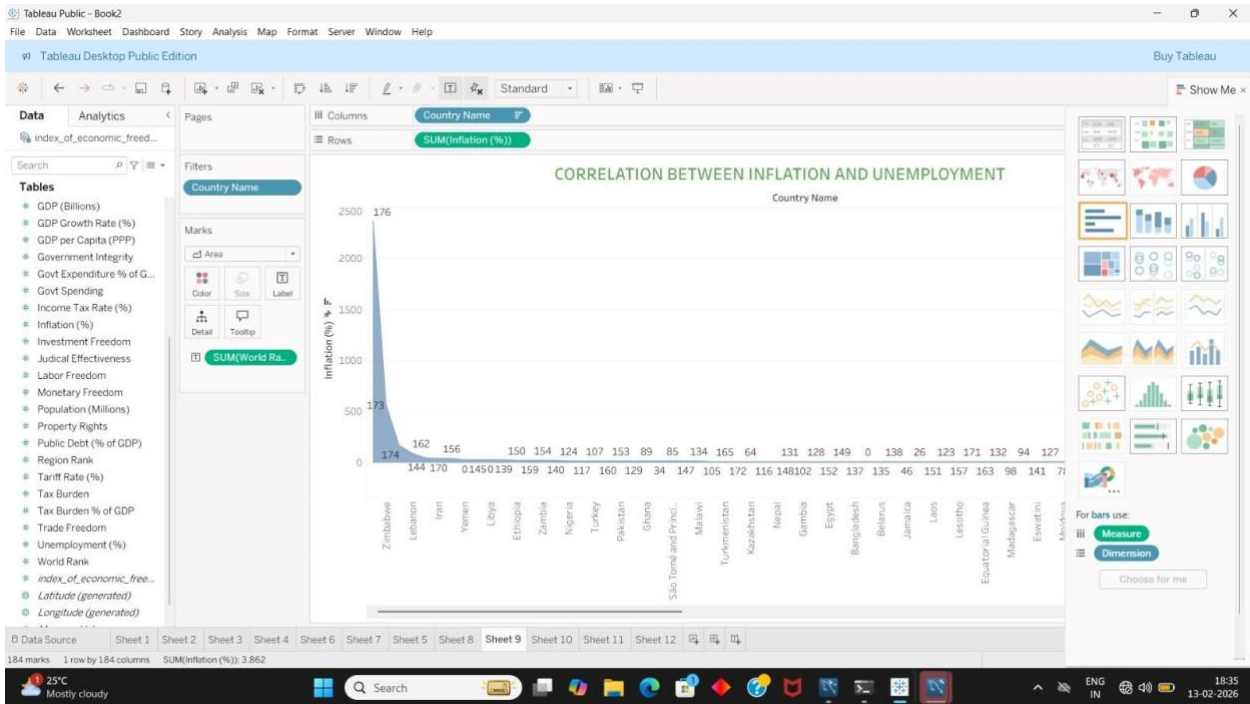 Tableau Public - Book2
File Data Worksheet Dashboard Story Analysis Map Format Server Window Help
Tableau Desktop Public Edition
Buy Tableau
Standard
Show Me
Data Analytics
index_of_economic_freed...
Search
Tables
GDP (Billions)
GDP Growth Rate (%)
GDP per Capita (PPP)
Government Integrity
Govt Expenditure % of G...
Govt Spending
Income Tax Rate (%)
Inflation (%)
Investment Freedom
Judical Effectiveness
Labor Freedom
Monetary Freedom
Population (Millions)
Property Rights
Public Debt (% of GDP)
Region Rank
Tariff Rate (%)
Tax Burden
Tax Burden % of GDP
Trade Freedom
Unemployment (%)
World Rank
index_of_economic_free...
Latitude (generated)
Longitude (generated)
Pages
Filters
Country Name
Marks
Area
Color Size Label
Detail Tooltip
SUM(World Ra..
Columns Country Name
Rows SUM(Inflation (%))
CORRELATION BETWEEN INFLATION AND UNEMPLOYMENT
Country Name
Inflation (%)
2500
2000
1500
1000
500
0
176
173
174
162 156 150 154 124 107 153 89 85 134 165 64 131 128 149 0 138 26 123 171 132 94 127
144 170 0 145 0 139 159 140 117 160 129 34 147 105 172 116 148 102 152 137 135 46 151 157 163 98 141
Zimbabwe
Lebanon
Iran
Yemen
Libya
Ethiopia
Zambia
Nigeria
Turkey
Pakistan
Ghana
São Tomé and Princi..
Malawi
Turkmenistan
Kazakhstan
Nepal
Gambia
Egypt
Bangladesh
Belarus
Jamaica
Laos
Lesotho
Equatorial Guinea
Madagascar
Eswatini
For bars use:
Measure
Dimension
Choose for me
Data Source Sheet 1 Sheet 2 Sheet 3 Sheet 4 Sheet 6 Sheet 7 Sheet 5 Sheet 8 Sheet 9 Sheet 10 Sheet 11 Sheet 12
184 marks 1 row by 184 columns SUM(Inflation (%)): 3.862
1
25°C
Mostly cloudy
Search
ENG
IN
18:35
13-02-2026